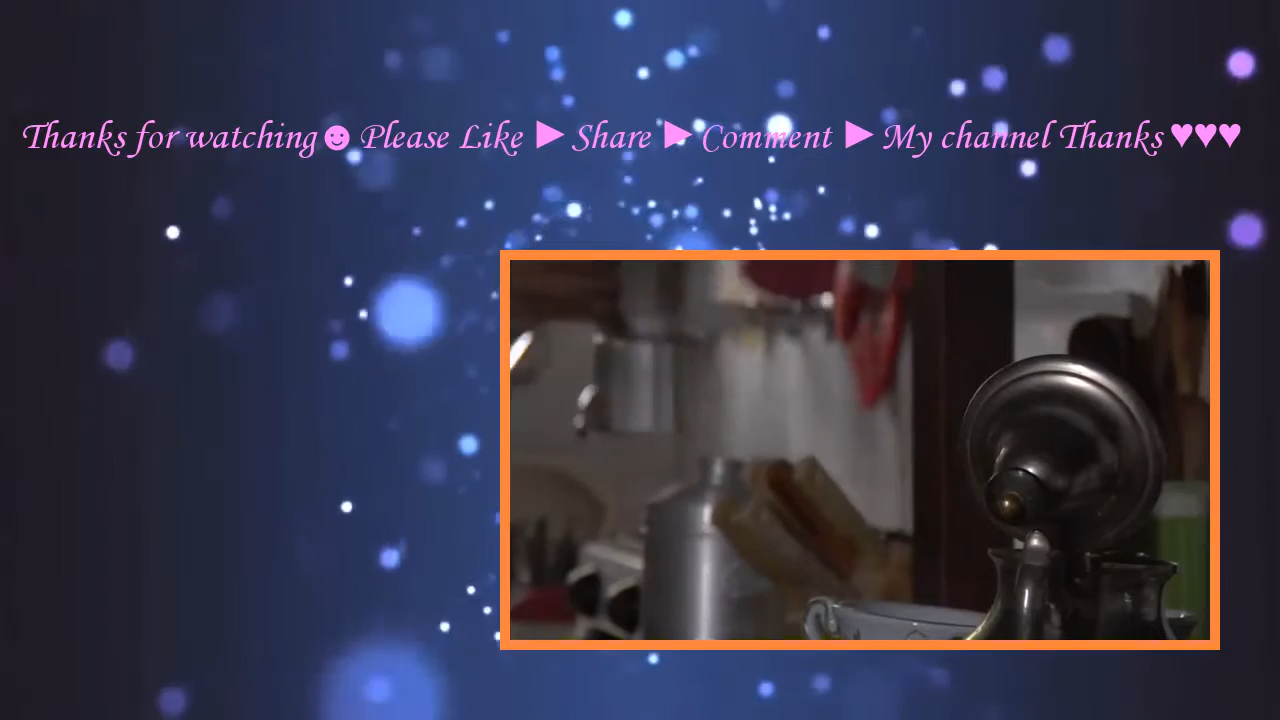 Thanks for watching☻Please Like ► Share ► Comment ► My channel Thanks ♥♥♥